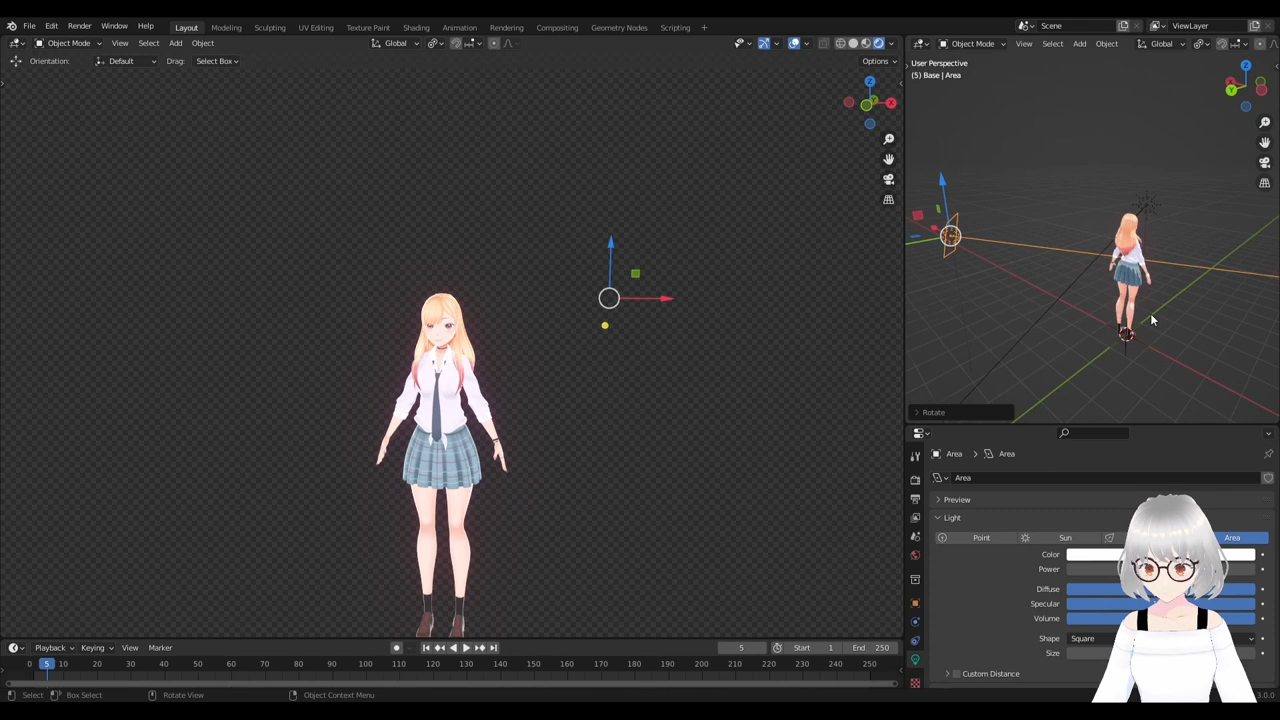 File Edit Render Window Help Layout Modeling Sculpting UV Editing Texture Paint Shading Animation Rendering Compositing Geometry Nodes Scripting + Scene ViewLayer
Object Mode View Select Add Object Global
Object Mode View Select Add Object Global
Orientation: Default Drag: Select Box Options
User Perspective
(5) Base | Area
Z
X
Y
Z
X
Y
Rotate
Area > Area
Area
Preview
Light
Point Sun Area
Color
Power
Diffuse
Specular
Volume
Shape Square
Size
Custom Distance
Playback Keying View Marker 5 Start 1 End 250
0 5 10 20 30 40 50 60 70 80 90 100 110 120 130 140 150 160 170 180 190 200 210 220 230 240 250
Select Box Select Rotate View Object Context Menu 3.0.0